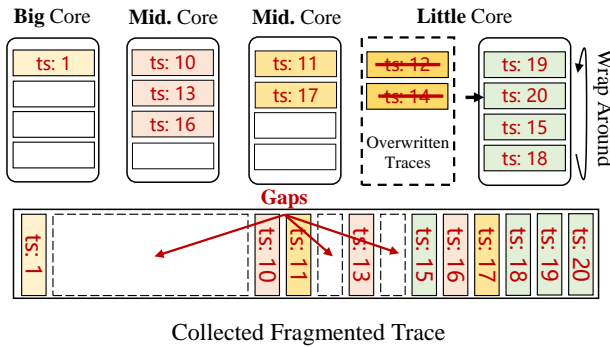 Big Core
Mid. Core
Mid. Core
Little Core
ts: 1
ts: 10
ts: 13
ts: 16
ts: 11
ts: 17
ts: 12
ts: 14
Overwritten
Traces
ts: 19
ts: 20
ts: 15
ts: 18
Wrap Around
Gaps
ts: 1
ts: 10
ts: 11
ts: 13
ts: 15
ts: 16
ts: 17
ts: 18
ts: 19
ts: 20
Collected Fragmented Trace